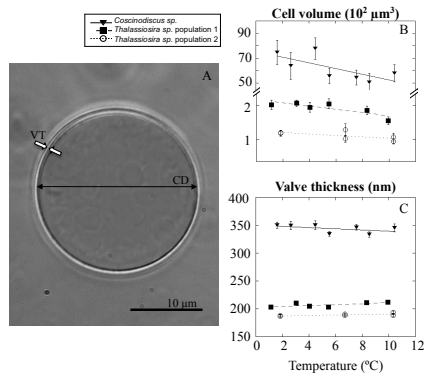 Coscinodiscus sp.
Thalassiosira sp. population 1
Thalassiosira sp. population 2
A
VT
CD
10 µm
Cell volume (10² µm³)
B
90
70
50
2
1
Valve thickness (nm)
C
350
300
250
200
150
0 2 4 6 8 10 12
Temperature (ºC)